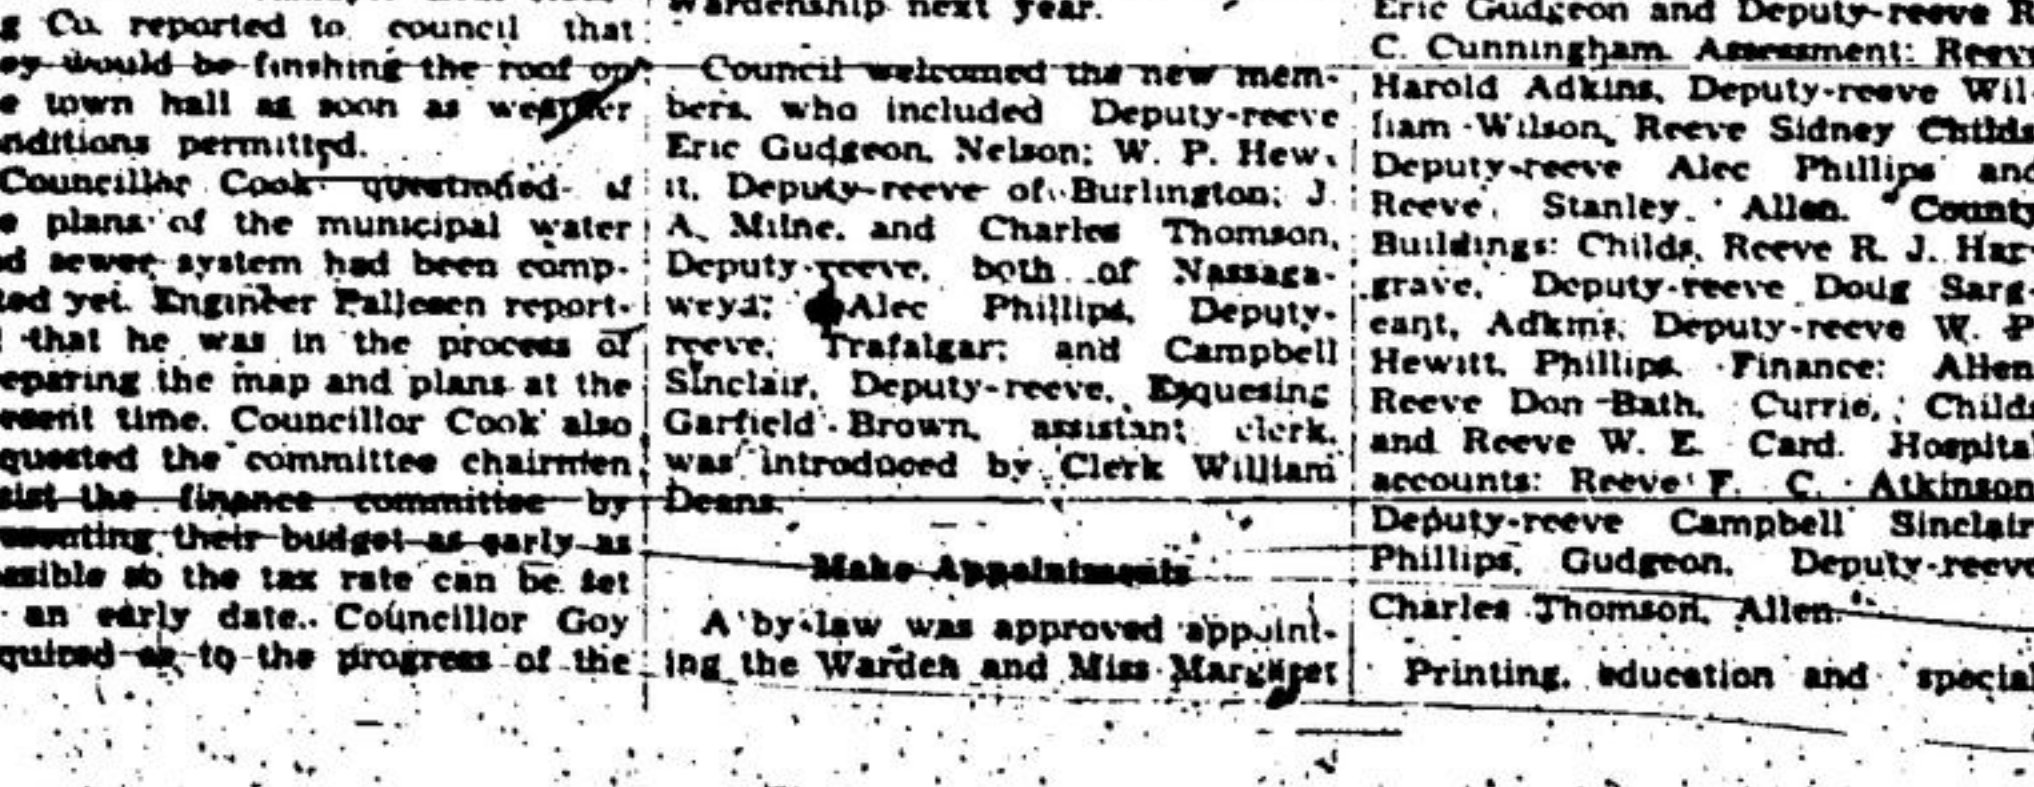 g Co. reported to council that
ey would be finshing the roof on
e town hall as soon as weather
nditions permitted.
Councillor Cook questioned if
e plans of the municipal water
d sewer system had been comp-
ted yet. Engineer Pallesen report-
that he was in the process of
eparing the map and plans at the
esent time. Councillor Cook also
quested the committee chairmen
sist the finance committee by
esenting their budget as early as
ssible so the tax rate can be set
an early date. Councillor Goy
quired as to the progress of the
wardenship next year.
Council welcomed the new mem-
bers, who included Deputy-reeve
Eric Gudgeon, Nelson; W. P. Hew-
it, Deputy-reeve of Burlington; J.
A. Milne, and Charles Thomson,
Deputy-reeve, both of Nassaga-
weya; Alec Phillips, Deputy-
reeve, Trafalgar; and Campbell
Sinclair, Deputy-reeve, Esquesing
Garfield Brown, assistant clerk,
was introduced by Clerk William
Deans.
Make Appointments
A by-law was approved appoint-
ing the Warden and Miss Margaret
Eric Gudgeon and Deputy-reeve R
C. Cunningham. Assessment: Reeve
Harold Adkins, Deputy-reeve Wil-
liam Wilson, Reeve Sidney Childs
Deputy-reeve Alec Phillips and
Reeve Stanley Allen. County
Buildings: Childs, Reeve R. J. Har-
grave, Deputy-reeve Doug Sarg-
eant, Adkins, Deputy-reeve W. P
Hewitt, Phillips. Finance: Allen
Reeve Don Bath, Currie, Childs
and Reeve W. E. Card. Hospital
accounts: Reeve F. C. Atkinson
Deputy-reeve Campbell Sinclair
Phillips, Gudgeon, Deputy-reeve
Charles Thomson, Allen.
Printing, education and special